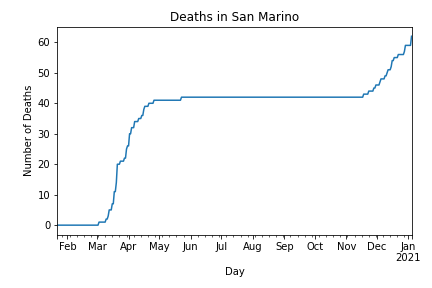 Deaths in San Marino
60
50
40
30
20
10
0
Number of Deaths
Feb Mar Apr May Jun Jul Aug Sep Oct Nov Dec Jan
2021
Day